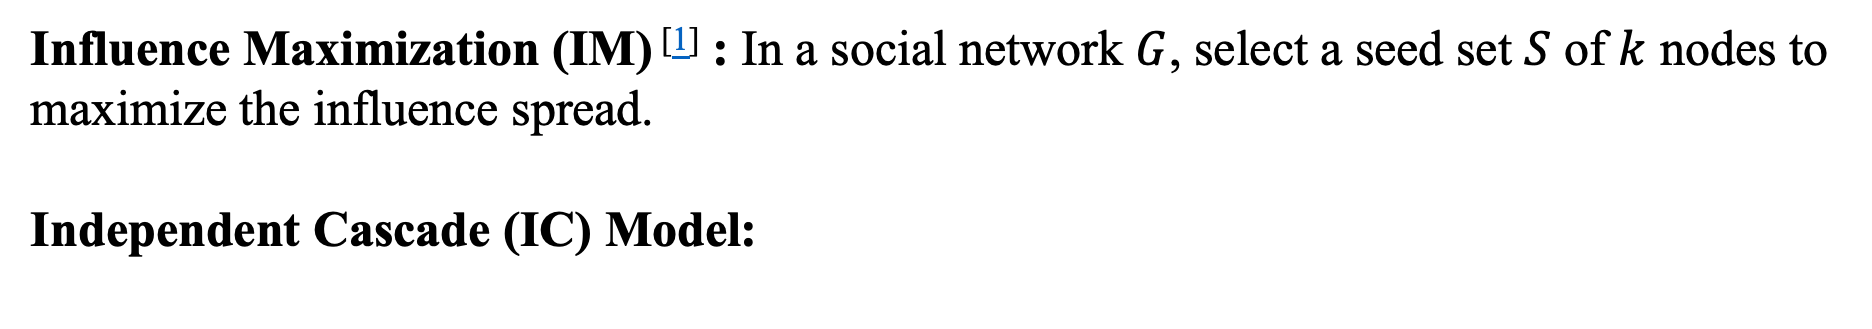 Influence Maximization (IM) [1] : In a social network G, select a seed set S of k nodes to
maximize the influence spread.
Independent Cascade (IC) Model: